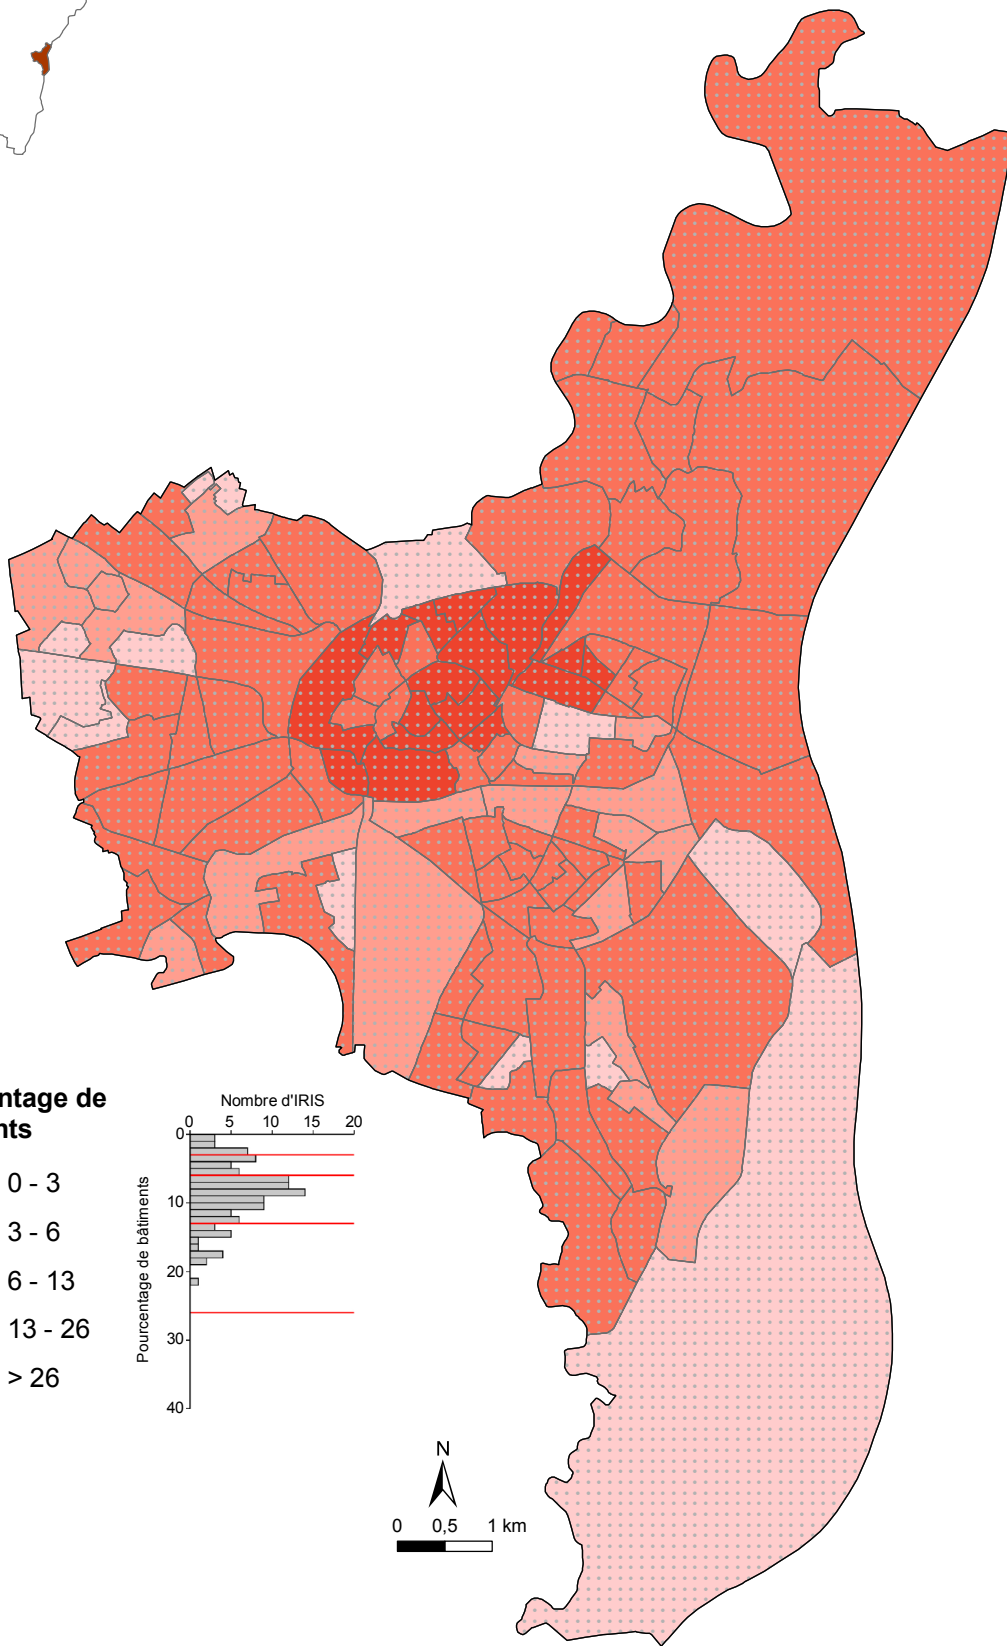 ntage de
nts
0 - 3
3 - 6
6 - 13
13 - 26
> 26
Nombre d'IRIS
0 5 10 15 20
Pourcentage de bâtiments
0
10
20
30
40
N
0 0,5 1 km